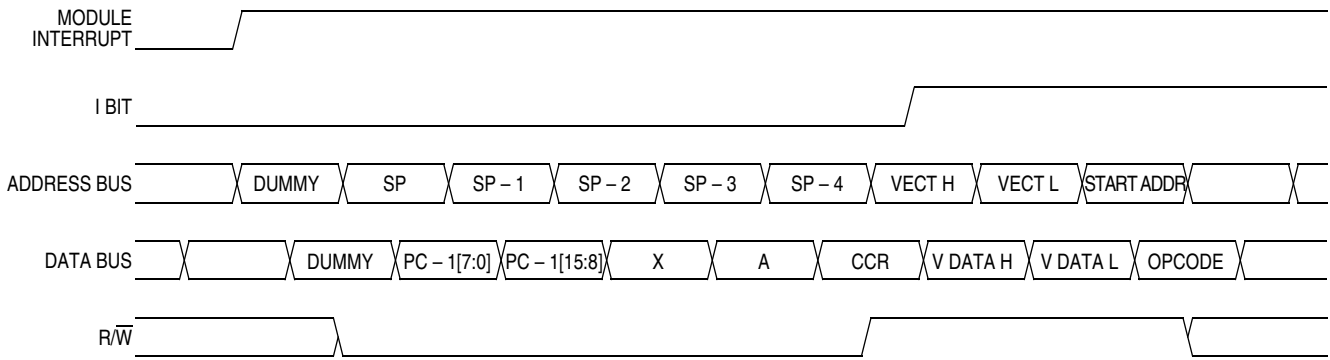 MODULE
INTERRUPT
I BIT
ADDRESS BUS DUMMY SP SP – 1 SP – 2 SP – 3 SP – 4 VECT H VECT L START ADDR
DATA BUS DUMMY PC – 1[7:0] PC – 1[15:8] X A CCR V DATA H V DATA L OPCODE
R/W̅